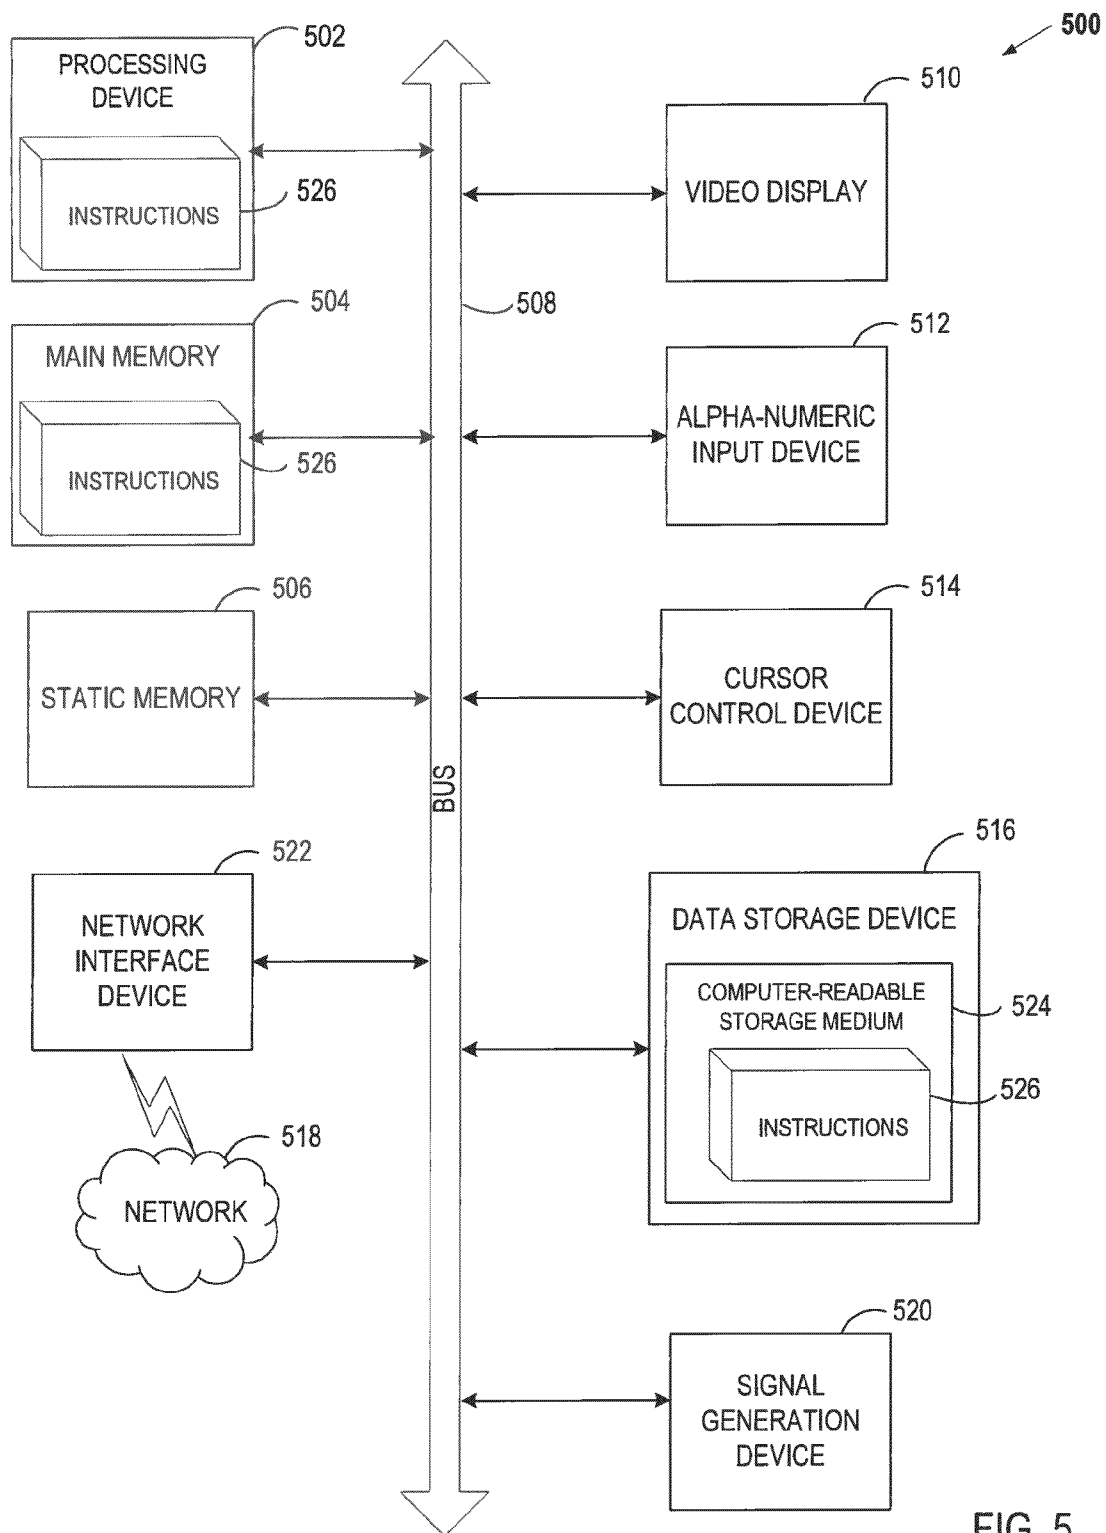 500
502
PROCESSING
DEVICE
INSTRUCTIONS
526
504
MAIN MEMORY
INSTRUCTIONS
526
506
STATIC MEMORY
522
NETWORK
INTERFACE
DEVICE
518
NETWORK
508
BUS
510
VIDEO DISPLAY
512
ALPHA-NUMERIC
INPUT DEVICE
514
CURSOR
CONTROL DEVICE
516
DATA STORAGE DEVICE
COMPUTER-READABLE
STORAGE MEDIUM
524
INSTRUCTIONS
526
520
SIGNAL
GENERATION
DEVICE
FIG. 5